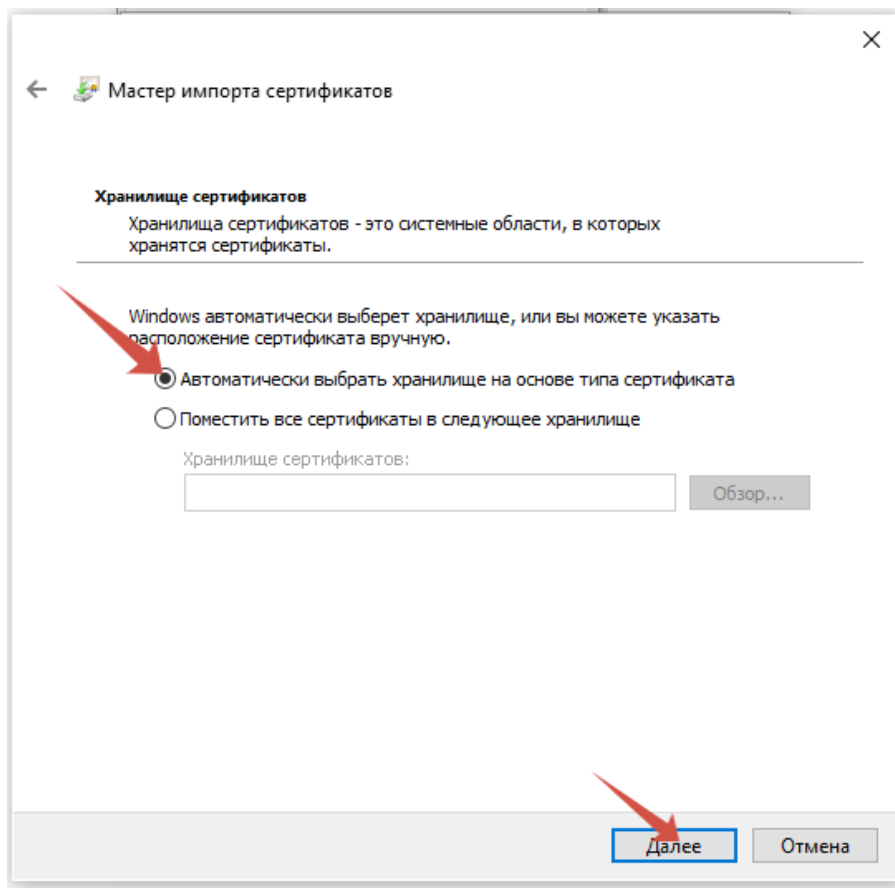 Мастер импорта сертификатов
Хранилище сертификатов
Хранилища сертификатов - это системные области, в которых
хранятся сертификаты.
Windows автоматически выберет хранилище, или вы можете указать
расположение сертификата вручную.
Автоматически выбрать хранилище на основе типа сертификата
Поместить все сертификаты в следующее хранилище
Хранилище сертификатов:
Обзор...
Далее
Отмена